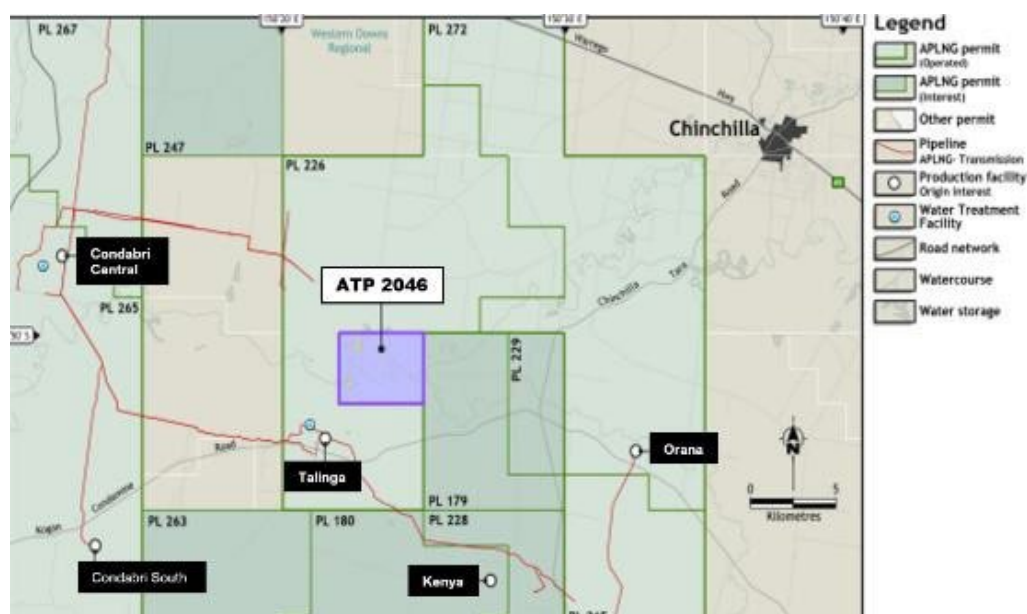 PL 267
150°20' E
Western Downs
Regional
PL 272
150°30' E
150°40' E
Warrego
Hwy
Chinchilla
PL 247
PL 226
Road
Condabri
Central
ATP 2046
Chinchilla
Tara
PL 265
PL 229
Road
Talinga
Orana
Condamine
Kogan
PL 179
0
5
Kilometres
PL 263
PL 180
PL 228
Condabri South
Kenya
Legend
APLNG permit
(Operated)
APLNG permit
(Interest)
Other permit
Pipeline
APLNG- Transmission
Production facility
Origin Interest
Water Treatment
Facility
Road network
Watercourse
Water storage